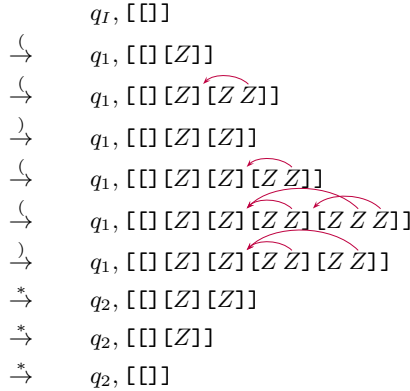 q_I, [[]]
→^( q_1, [[][Z]]
→^( q_1, [[][Z][Z Z]]
→^) q_1, [[][Z][Z]]
→^( q_1, [[][Z][Z][Z Z]]
→^( q_1, [[][Z][Z][Z Z][Z Z Z]]
→^) q_1, [[][Z][Z][Z Z][Z Z]]
→^* q_2, [[][Z][Z]]
→^* q_2, [[][Z]]
→^* q_2, [[]]